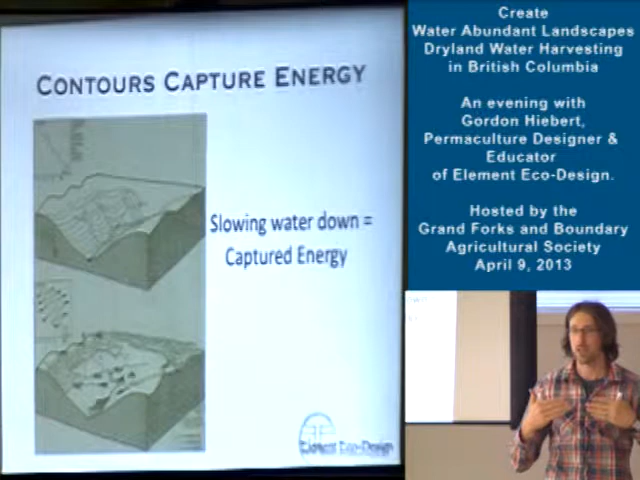 CONTOURS CAPTURE ENERGY
Slowing water down =
Captured Energy
Element Eco-Design
Create
Water Abundant Landscapes
Dryland Water Harvesting
in British Columbia
An evening with
Gordon Hiebert,
Permaculture Designer &
Educator
of Element Eco-Design.
Hosted by the
Grand Forks and Boundary
Agricultural Society
April 9, 2013